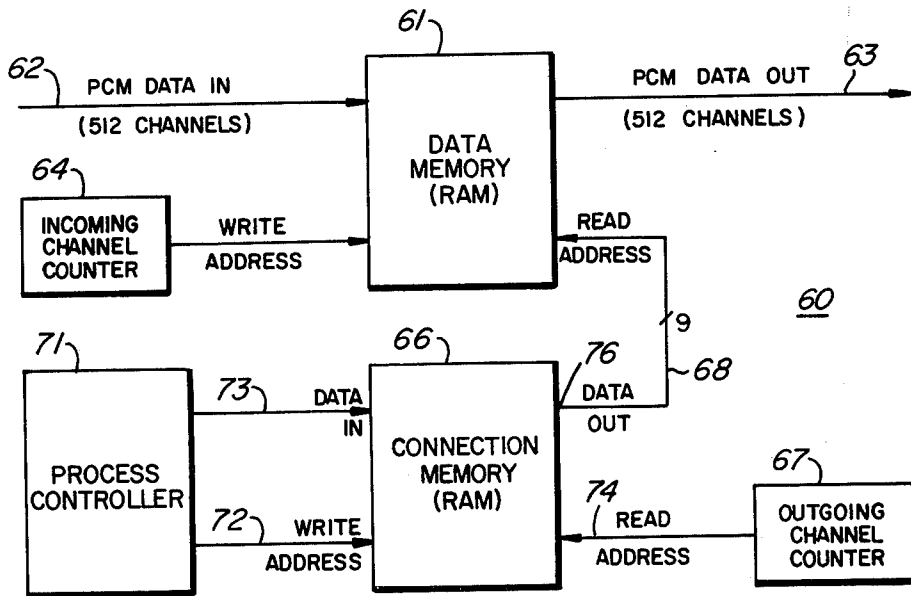 61
62
PCM DATA IN
(512 CHANNELS)
PCM DATA OUT
63
(512 CHANNELS)
DATA
MEMORY
(RAM)
64
INCOMING
CHANNEL
COUNTER
WRITE
ADDRESS
READ
ADDRESS
60
9
71
66
76
68
73
DATA
IN
DATA
OUT
PROCESS
CONTROLLER
CONNECTION
MEMORY
(RAM)
67
72
WRITE
ADDRESS
74
READ
ADDRESS
OUTGOING
CHANNEL
COUNTER